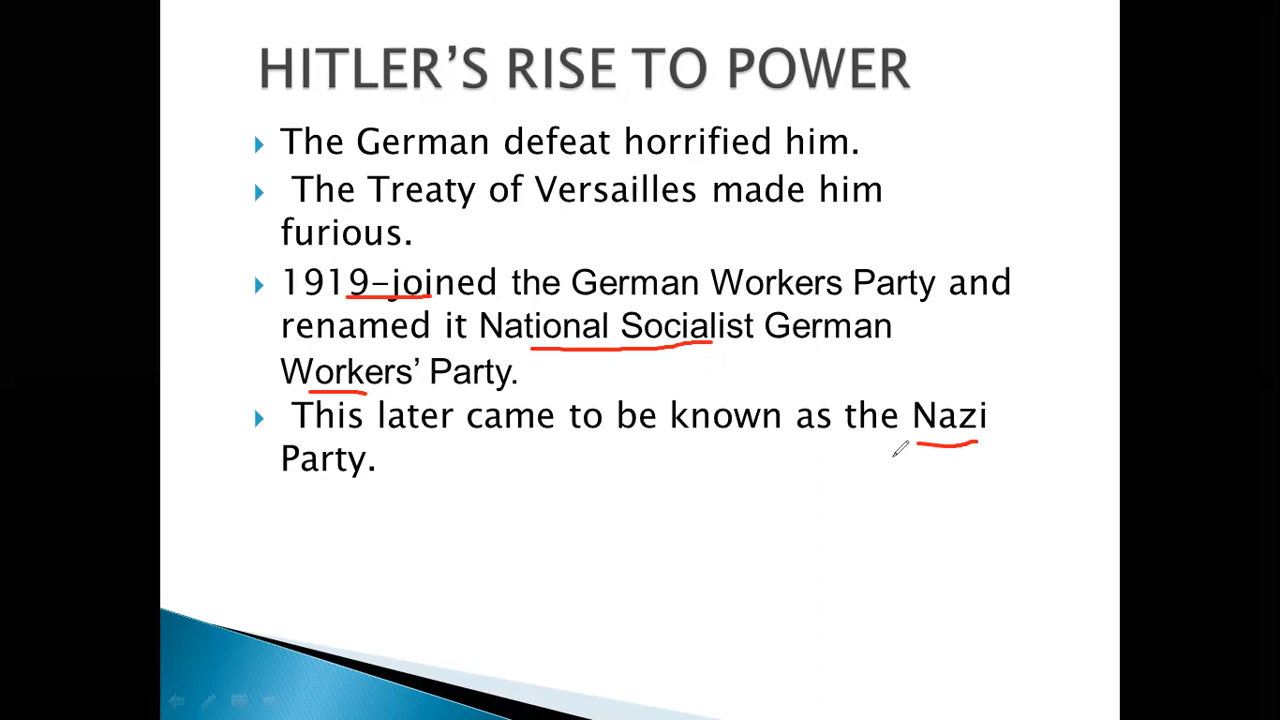 HITLER’S RISE TO POWER
The German defeat horrified him.
The Treaty of Versailles made him
furious.
1919-joined the German Workers Party and
renamed it National Socialist German
Workers’ Party.
This later came to be known as the Nazi
Party.